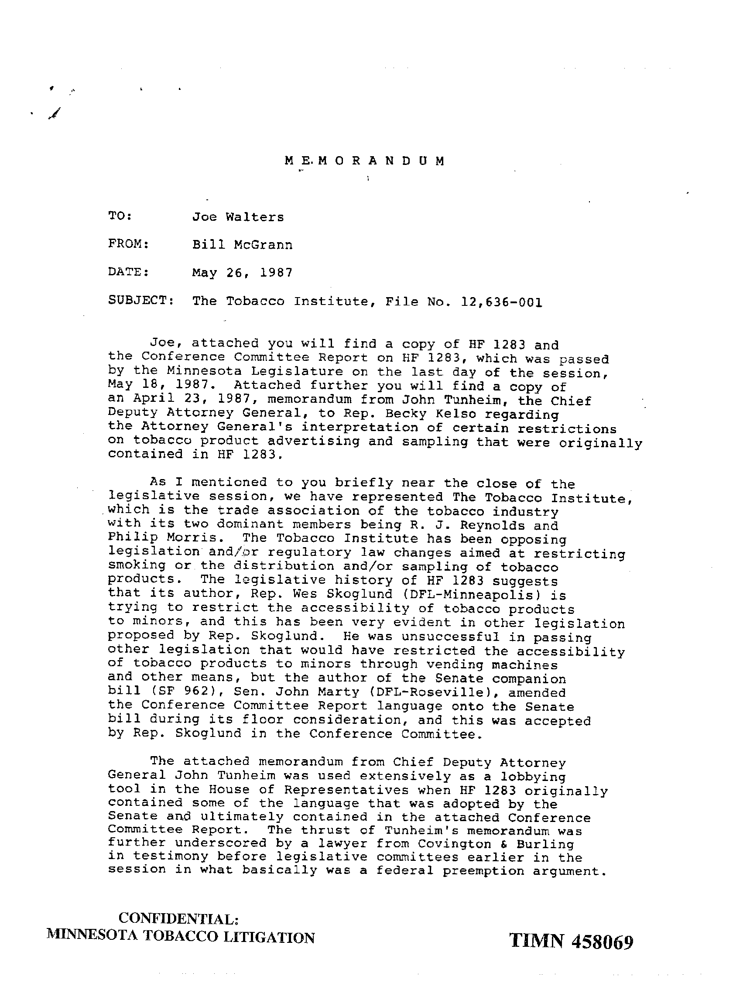 M E M O R A N D U M
TO: Joe Walters
FROM: Bill McGrann
DATE: May 26, 1987
SUBJECT: The Tobacco Institute, File No. 12,636-001
Joe, attached you will find a copy of HF 1283 and
the Conference Committee Report on HF 1283, which was passed
by the Minnesota Legislature on the last day of the session,
May 18, 1987. Attached further you will find a copy of
an April 23, 1987, memorandum from John Tunheim, the Chief
Deputy Attorney General, to Rep. Becky Kelso regarding
the Attorney General's interpretation of certain restrictions
on tobacco product advertising and sampling that were originally
contained in HF 1283.
As I mentioned to you briefly near the close of the
legislative session, we have represented The Tobacco Institute,
which is the trade association of the tobacco industry
with its two dominant members being R. J. Reynolds and
Philip Morris. The Tobacco Institute has been opposing
legislation and/or regulatory law changes aimed at restricting
smoking or the distribution and/or sampling of tobacco
products. The legislative history of HF 1283 suggests
that its author, Rep. Wes Skoglund (DFL-Minneapolis) is
trying to restrict the accessibility of tobacco products
to minors, and this has been very evident in other legislation
proposed by Rep. Skoglund. He was unsuccessful in passing
other legislation that would have restricted the accessibility
of tobacco products to minors through vending machines
and other means, but the author of the Senate companion
bill (SF 962), Sen. John Marty (DFL-Roseville), amended
the Conference Committee Report language onto the Senate
bill during its floor consideration, and this was accepted
by Rep. Skoglund in the Conference Committee.
The attached memorandum from Chief Deputy Attorney
General John Tunheim was used extensively as a lobbying
tool in the House of Representatives when HF 1283 originally
contained some of the language that was adopted by the
Senate and ultimately contained in the attached Conference
Committee Report. The thrust of Tunheim's memorandum was
further underscored by a lawyer from Covington & Burling
in testimony before legislative committees earlier in the
session in what basically was a federal preemption argument.
CONFIDENTIAL:
MINNESOTA TOBACCO LITIGATION
TIMN 458069